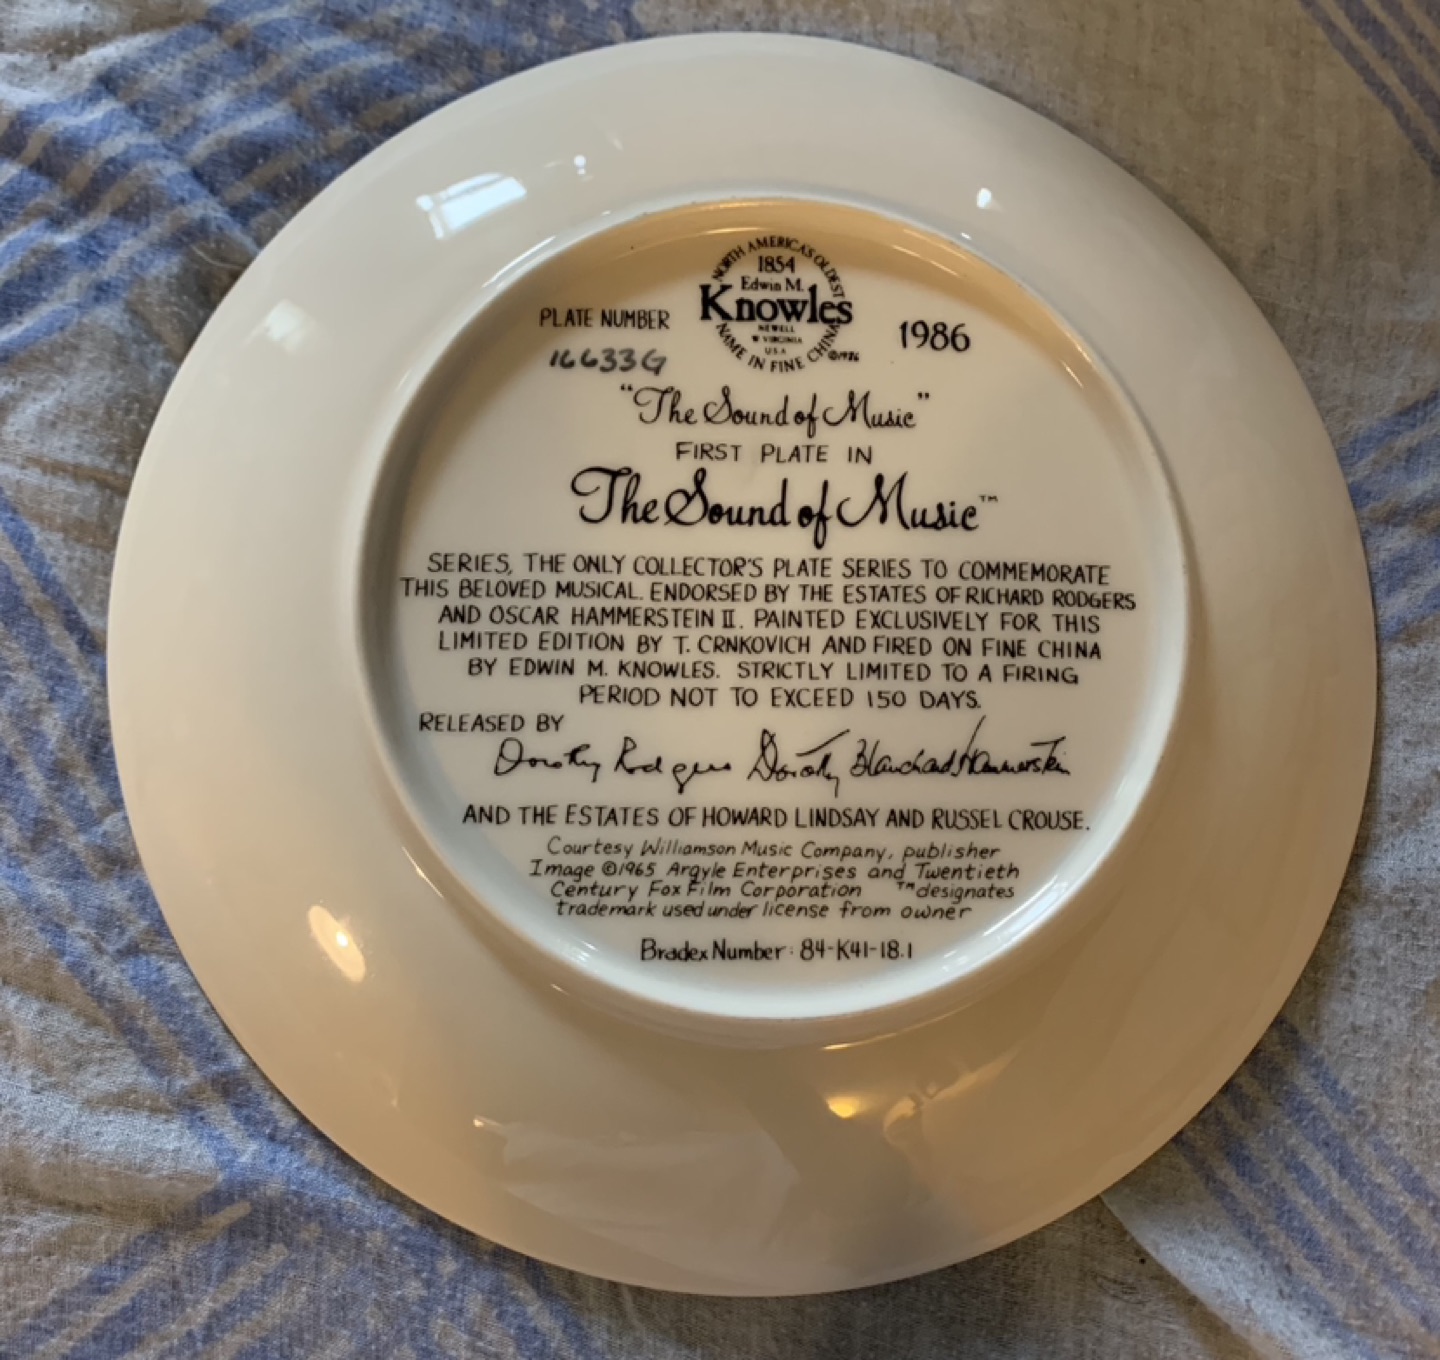 NORTH AMERICA'S OLDEST
1854
Edwin M.
Knowles
NEWELL
W VIRGINIA
U.S.A
NAME IN FINE CHINA
©1986
PLATE NUMBER
16633G
1986
"The Sound of Music"
FIRST PLATE IN
The Sound of Music™
SERIES, THE ONLY COLLECTOR'S PLATE SERIES TO COMMEMORATE
THIS BELOVED MUSICAL. ENDORSED BY THE ESTATES OF RICHARD RODGERS
AND OSCAR HAMMERSTEIN II. PAINTED EXCLUSIVELY FOR THIS
LIMITED EDITION BY T. CRNKOVICH AND FIRED ON FINE CHINA
BY EDWIN M. KNOWLES. STRICTLY LIMITED TO A FIRING
PERIOD NOT TO EXCEED 150 DAYS.
RELEASED BY
Dorothy Rodgers Dorothy Blanchard Hammerstein
AND THE ESTATES OF HOWARD LINDSAY AND RUSSEL CROUSE.
Courtesy Williamson Music Company, publisher
Image ©1965 Argyle Enterprises and Twentieth
Century Fox Film Corporation ™designates
trademark used under license from owner
Bradex Number: 84-K41-18.1